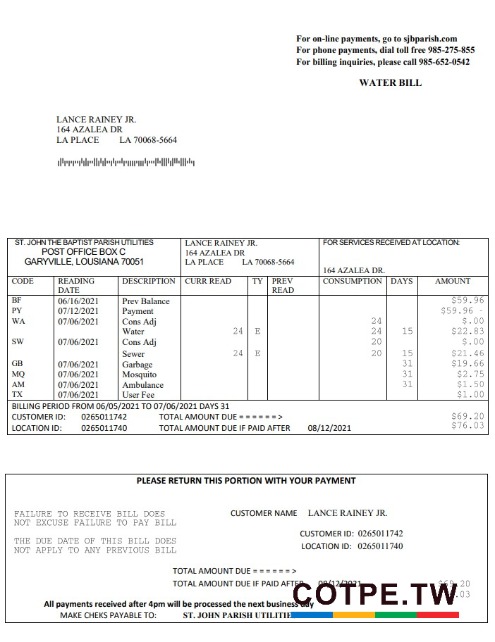 For on-line payments, go to sjbparish.com
For phone payments, dial toll free 985-275-855
For billing inquiries, please call 985-652-0542
WATER BILL
LANCE RAINEY JR.
164 AZALEA DR
LA PLACE LA 70068-5664
ST. JOHN THE BAPTIST PARISH UTILITIES
POST OFFICE BOX C
GARYVILLE, LOUSIANA 70051
LANCE RAINEY JR.
164 AZALEA DR
LA PLACE LA 70068-5664
FOR SERVICES RECEIVED AT LOCATION:
164 AZALEA DR.
CODE READING DATE DESCRIPTION CURR READ TY PREV READ CONSUMPTION DAYS AMOUNT
BF 06/16/2021 Prev Balance $59.96
PY 07/12/2021 Payment $59.96 -
WA 07/06/2021 Cons Adj 24 $.00
Water 24 E 24 15 $22.83
SW 07/06/2021 Cons Adj 20 $.00
Sewer 24 E 20 15 $21.46
GB 07/06/2021 Garbage 31 $19.66
MQ 07/06/2021 Mosquito 31 $2.75
AM 07/06/2021 Ambulance 31 $1.50
TX 07/06/2021 User Fee $1.00
BILLING PERIOD FROM 06/05/2021 TO 07/06/2021 DAYS 31
CUSTOMER ID: 0265011742 TOTAL AMOUNT DUE = = = = = = > $69.20
LOCATION ID: 0265011740 TOTAL AMOUNT DUE IF PAID AFTER 08/12/2021 $76.03
PLEASE RETURN THIS PORTION WITH YOUR PAYMENT
FAILURE TO RECEIVE BILL DOES
NOT EXCUSE FAILURE TO PAY BILL
THE DUE DATE OF THIS BILL DOES
NOT APPLY TO ANY PREVIOUS BILL
CUSTOMER NAME LANCE RAINEY JR.
CUSTOMER ID: 0265011742
LOCATION ID: 0265011740
TOTAL AMOUNT DUE = = = = = = >
TOTAL AMOUNT DUE IF PAID
All payments received after 4pm will be processed the next business day
MAKE CHEKS PAYABLE TO: ST. JOHN PARISH
COTPE.TW